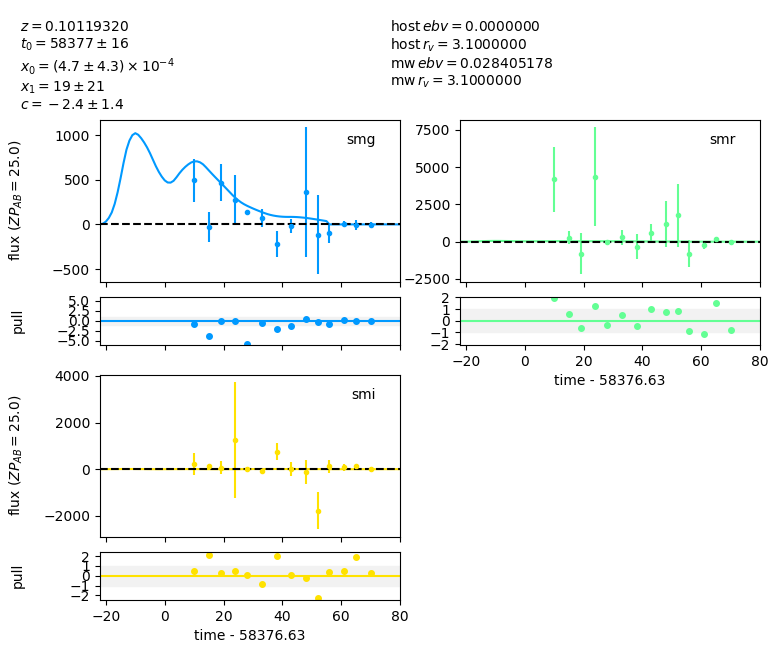 z = 0.10119320
t₀ = 58377 ± 16
x₀ = (4.7 ± 4.3) × 10⁻⁴
x₁ = 19 ± 21
c = −2.4 ± 1.4
host ebv = 0.0000000
host r_v = 3.1000000
mw ebv = 0.028405178
mw r_v = 3.1000000
smg
flux (ZP_AB = 25.0)
1000
500
0
−500
smr
7500
5000
2500
0
−2500
pull
5.0
2.5
0.0
−2.5
−5.0
2
1
0
−1
−2
−20 0 20 40 60 80
time - 58376.63
smi
flux (ZP_AB = 25.0)
4000
2000
0
−2000
pull
2
1
0
−1
−2
−20 0 20 40 60 80
time - 58376.63